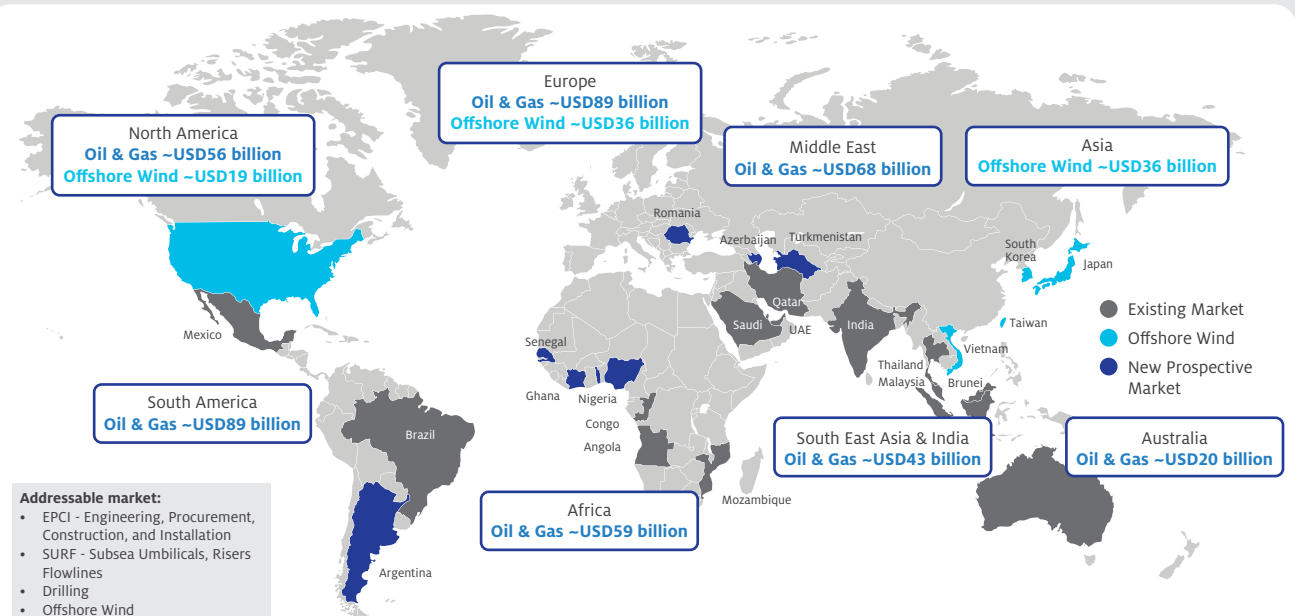 Europe
Oil & Gas ~USD89 billion
Offshore Wind ~USD36 billion
North America
Oil & Gas ~USD56 billion
Offshore Wind ~USD19 billion
Middle East
Oil & Gas ~USD68 billion
Asia
Offshore Wind ~USD36 billion
Romania
Azerbaijan
Turkmenistan
South
Korea
Japan
Qatar
Mexico
Saudi
UAE
India
Taiwan
Existing Market
Offshore Wind
New Prospective
Market
Senegal
Vietnam
Thailand
Malaysia
Brunei
Ghana
Nigeria
Congo
Angola
South America
Oil & Gas ~USD89 billion
Brazil
South East Asia & India
Oil & Gas ~USD43 billion
Australia
Oil & Gas ~USD20 billion
Mozambique
Africa
Oil & Gas ~USD59 billion
Argentina
Addressable market:
• EPCI - Engineering, Procurement,
Construction, and Installation
• SURF - Subsea Umbilicals, Risers
Flowlines
• Drilling
• Offshore Wind